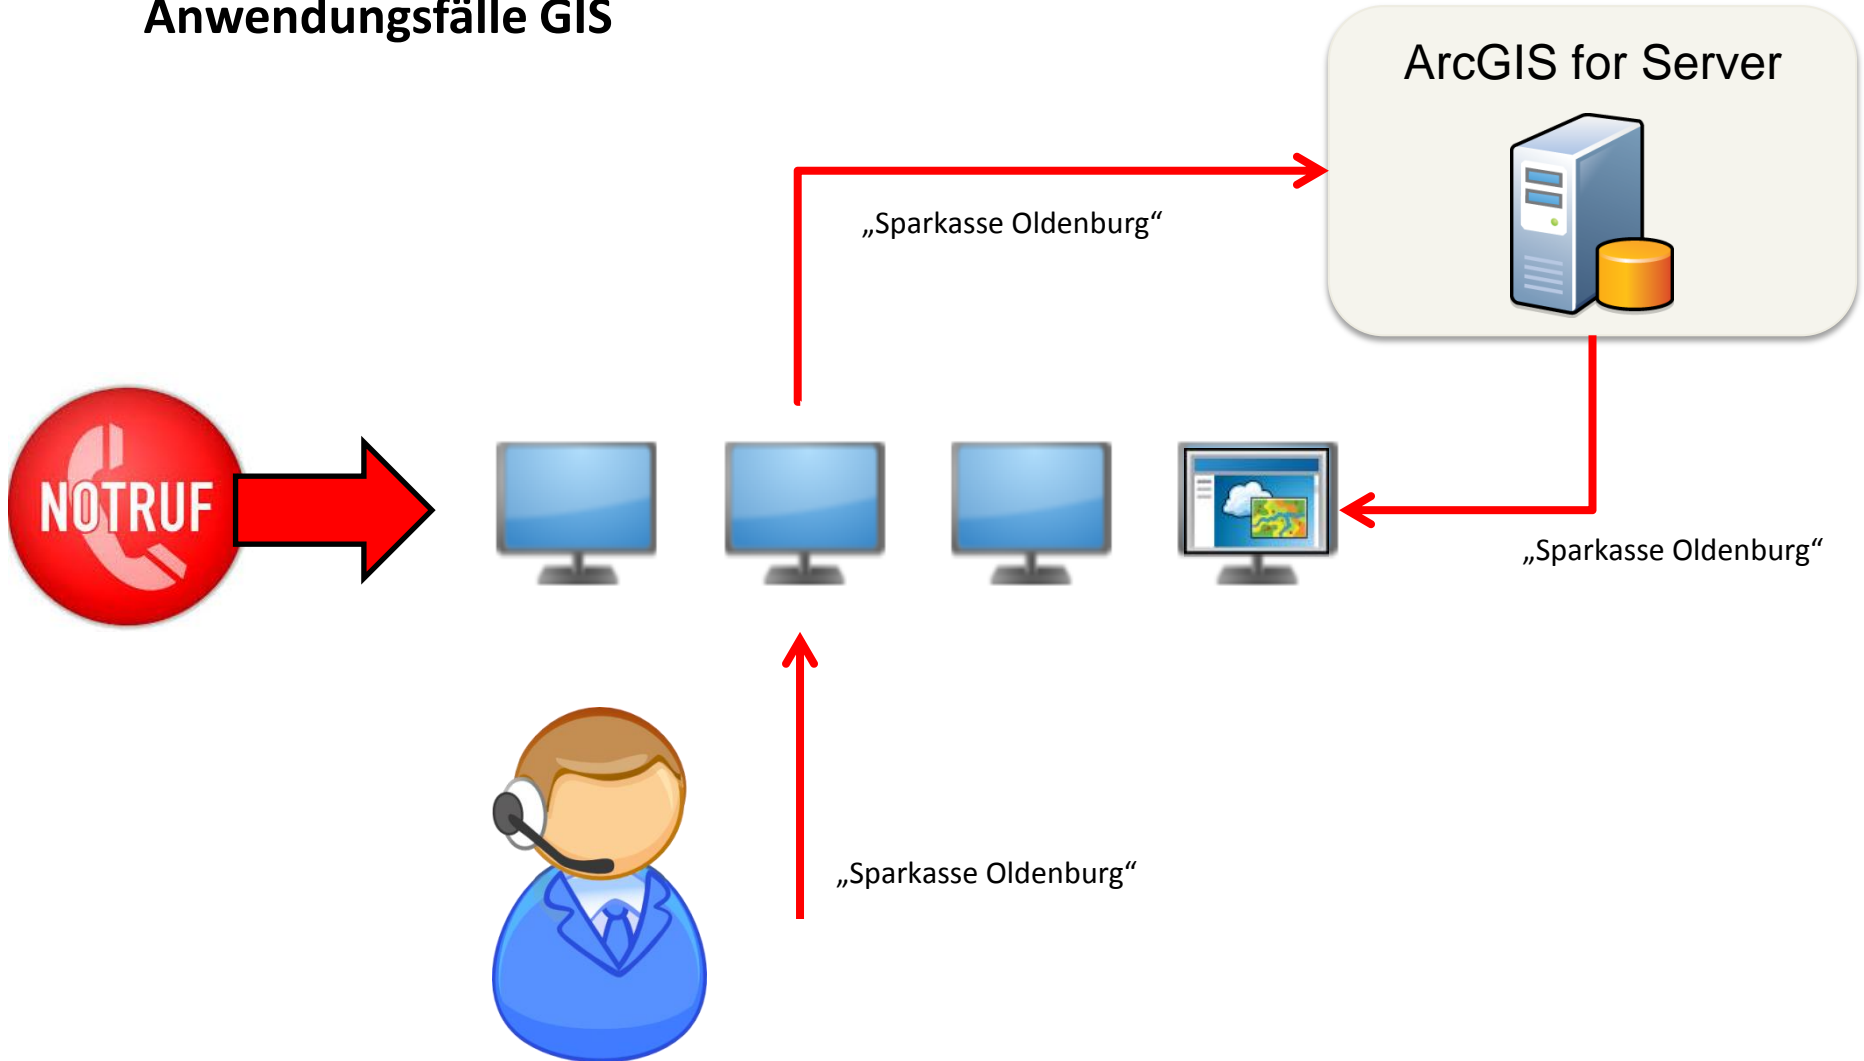 Anwendungsfälle GIS
ArcGIS for Server
„Sparkasse Oldenburg“
NOTRUF
„Sparkasse Oldenburg“
„Sparkasse Oldenburg“